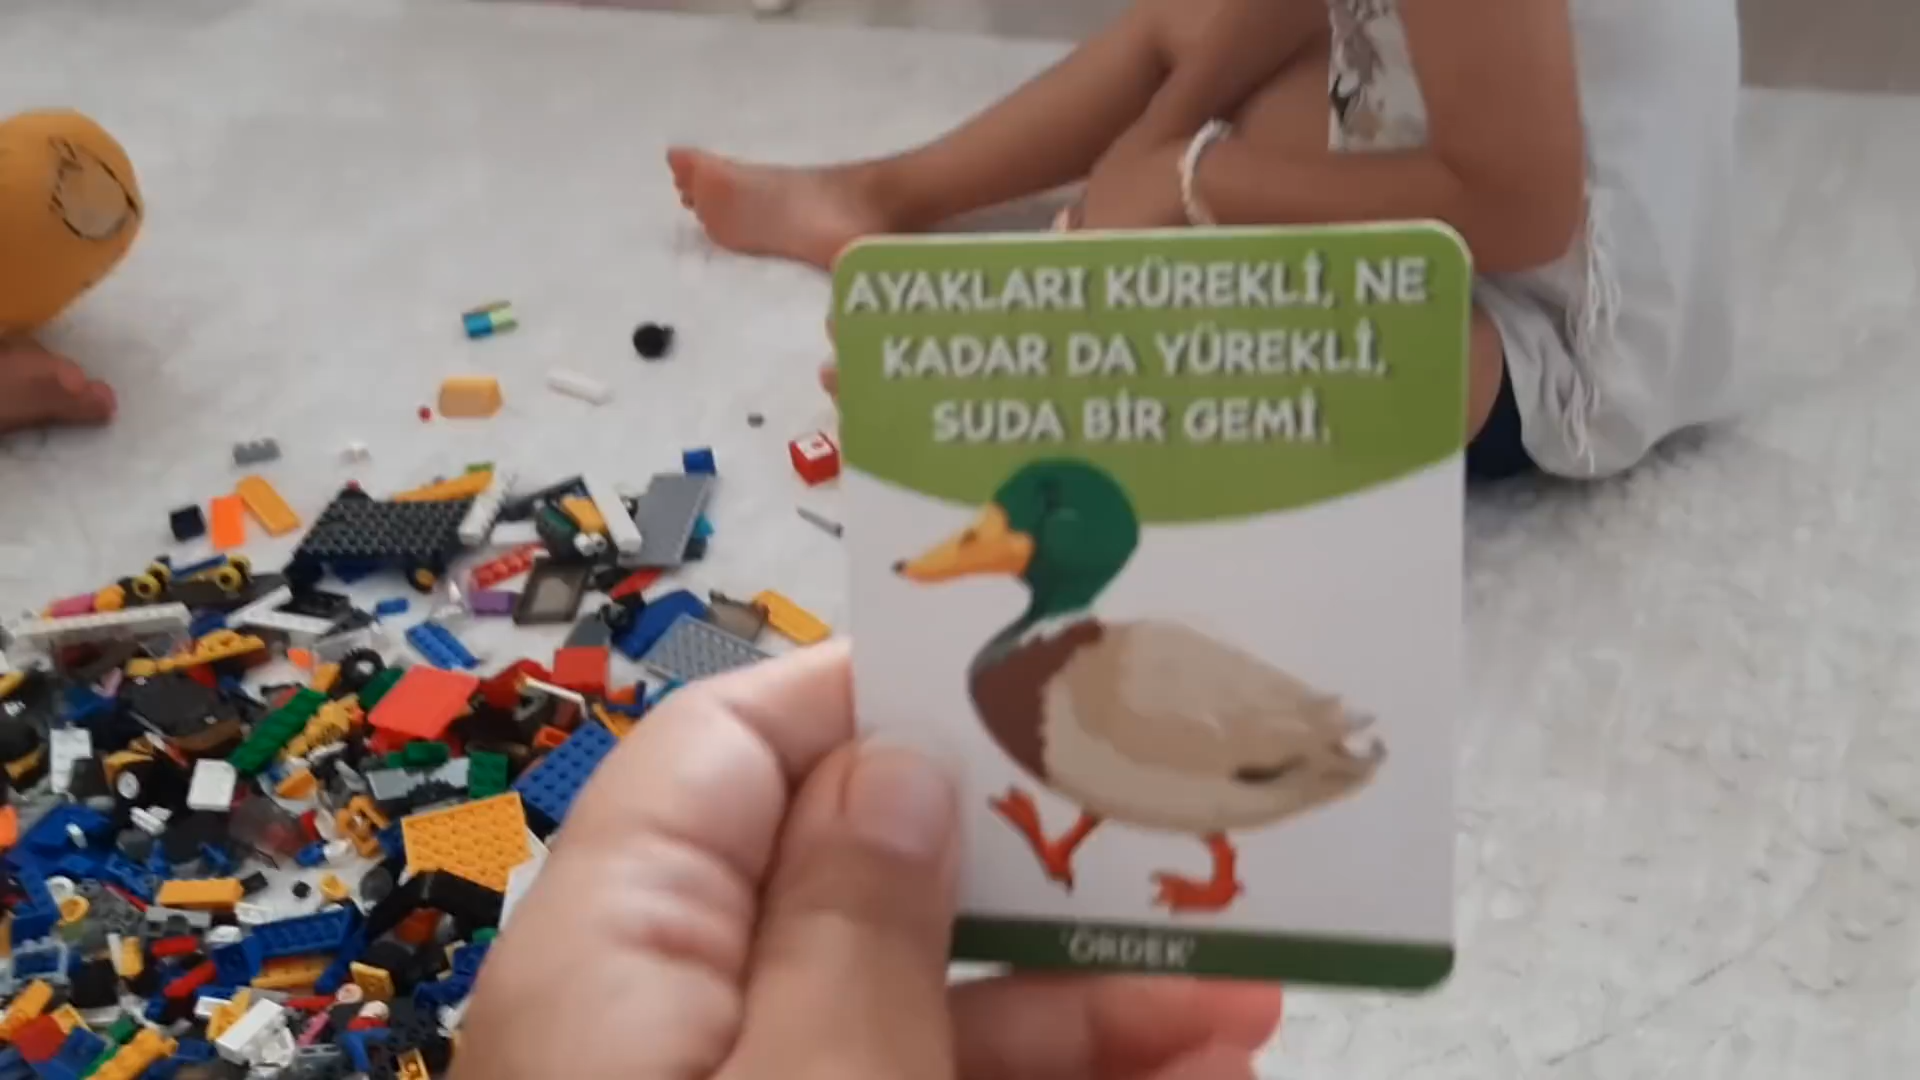 AYAKLARI KÜREKLİ, NE
KADAR DA YÜREKLİ,
SUDA BİR GEMİ.
'ÖRDEK'